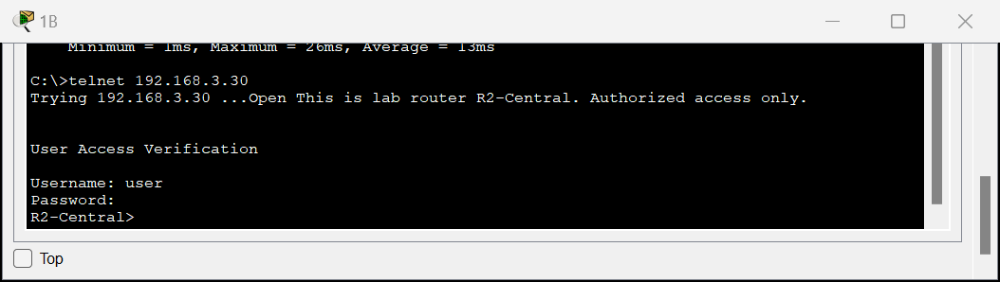 1B
Minimum = 1ms, Maximum = 26ms, Average = 13ms
C:\>telnet 192.168.3.30
Trying 192.168.3.30 ...Open This is lab router R2-Central. Authorized access only.
User Access Verification
Username: user
Password:
R2-Central>
Top